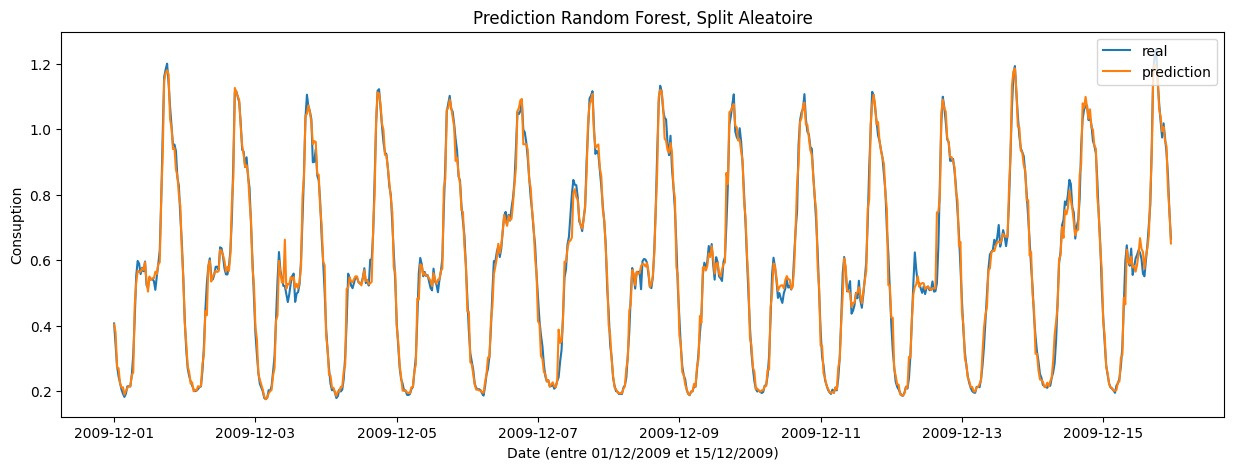 Prediction Random Forest, Split Aleatoire
real
prediction
1.2
1.0
0.8
0.6
0.4
0.2
Consuption
2009-12-01 2009-12-03 2009-12-05 2009-12-07 2009-12-09 2009-12-11 2009-12-13 2009-12-15
Date (entre 01/12/2009 et 15/12/2009)